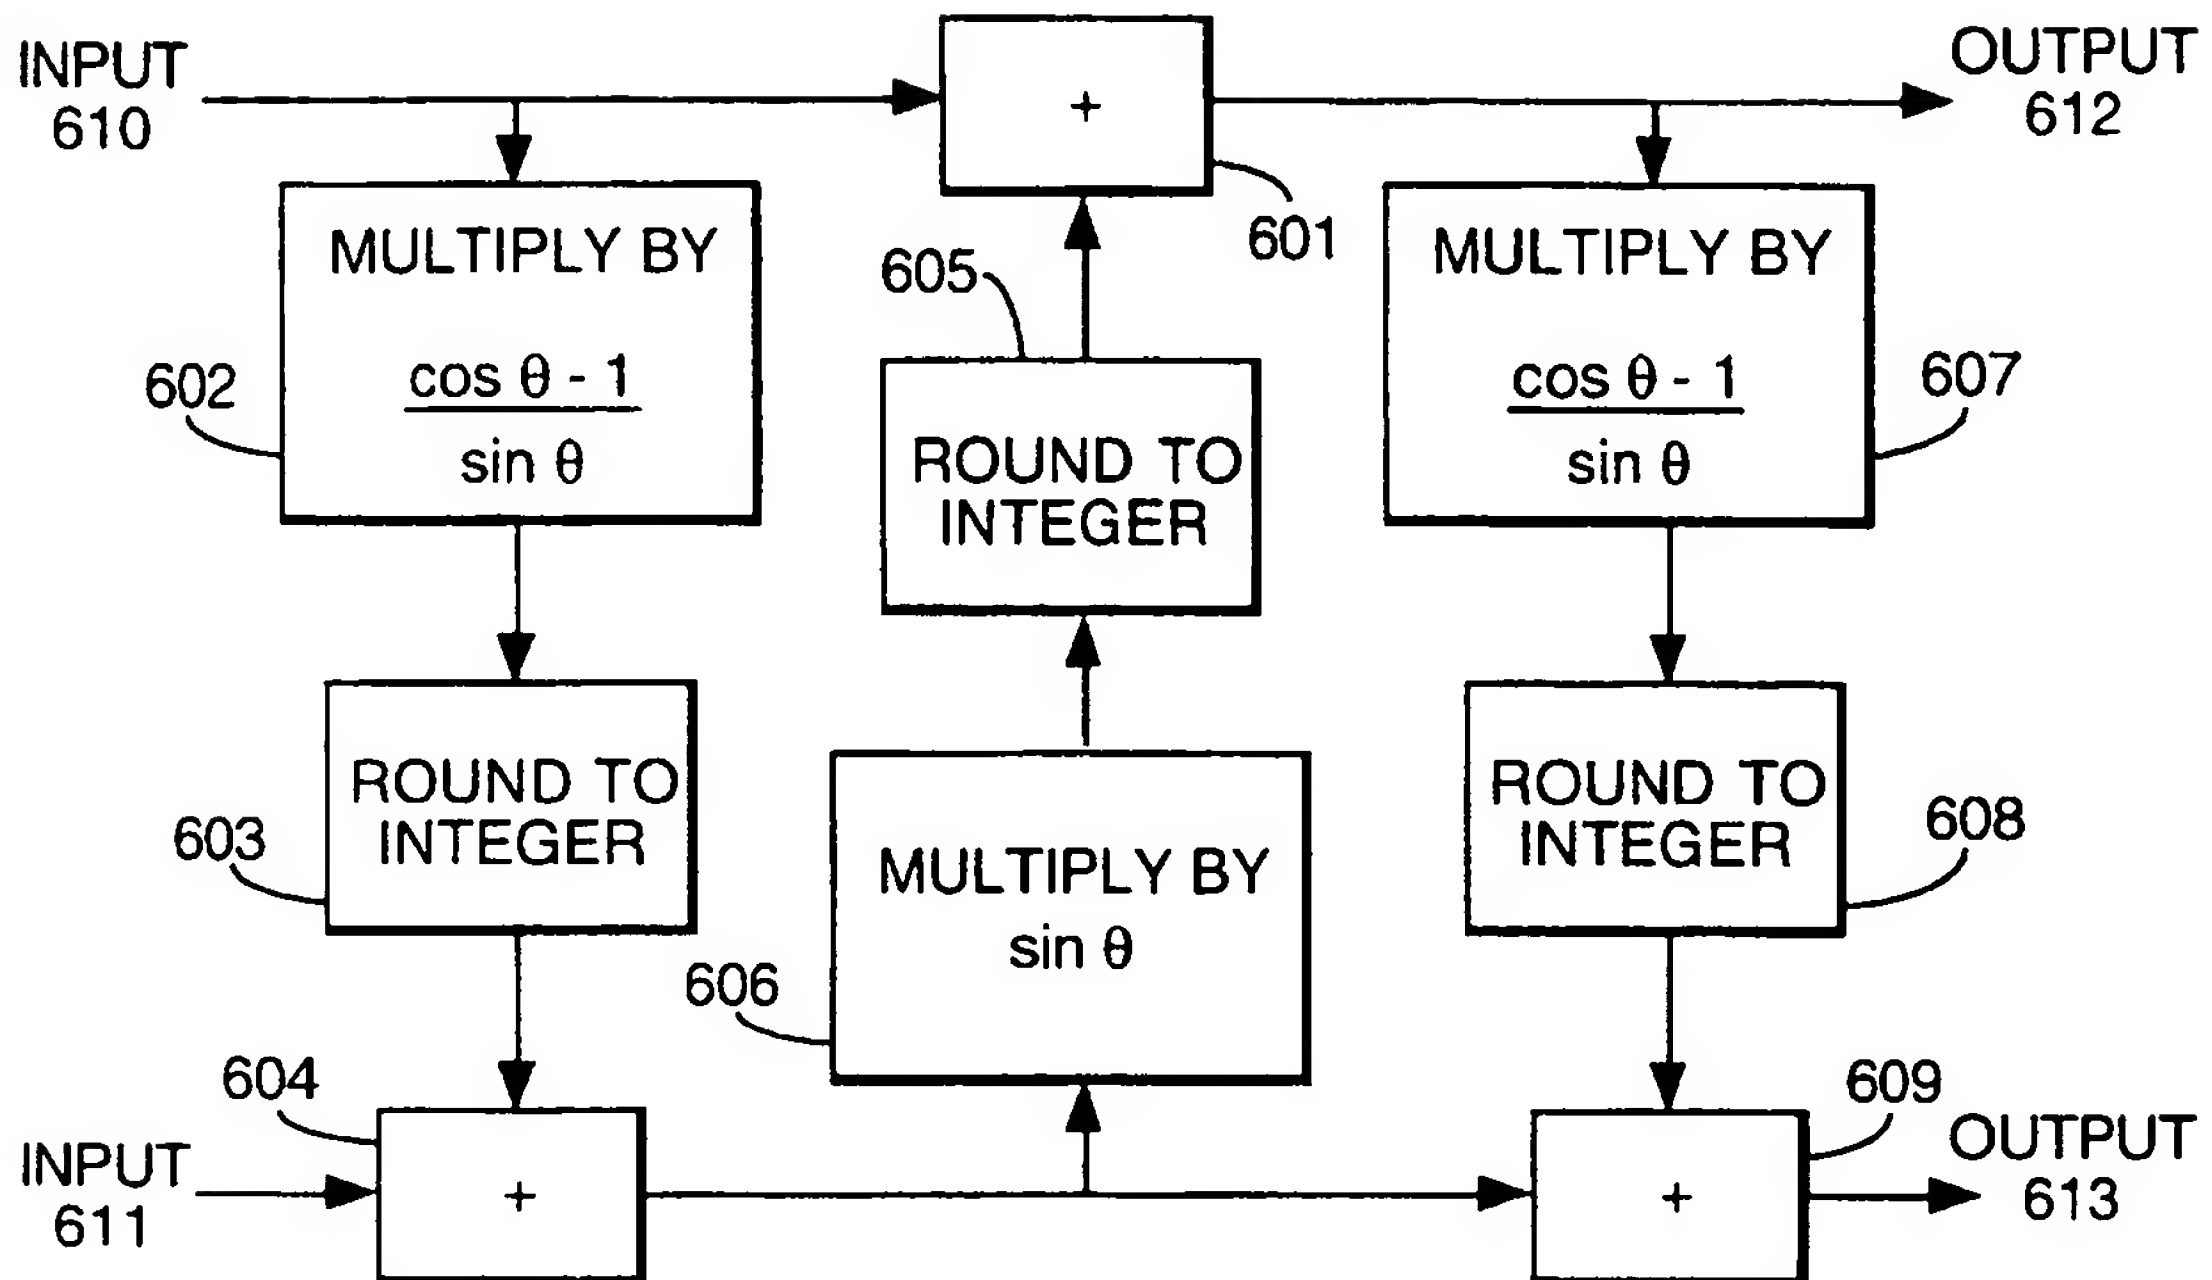 INPUT
610
+
OUTPUT
612
601
MULTIPLY BY
cos θ - 1
sin θ
602
605
ROUND TO
INTEGER
MULTIPLY BY
cos θ - 1
sin θ
607
ROUND TO
INTEGER
603
MULTIPLY BY
sin θ
606
ROUND TO
INTEGER
608
604
INPUT
611
+
609
+
OUTPUT
613